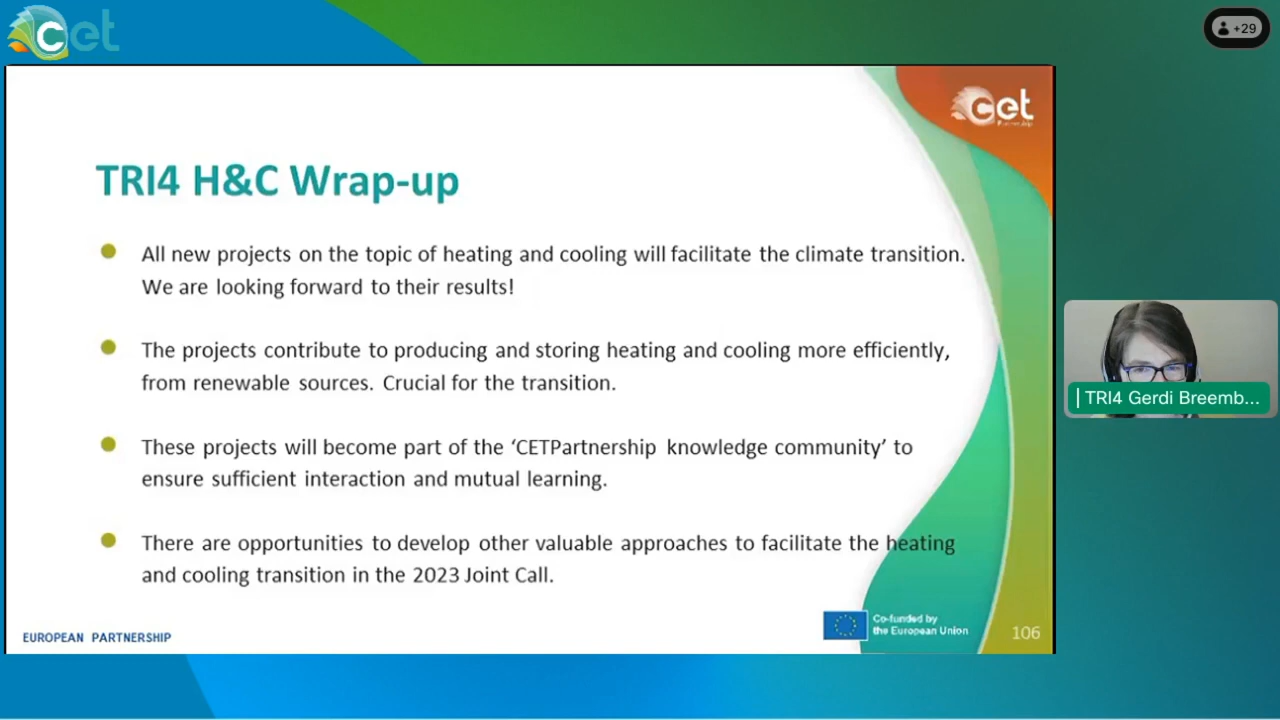 cet
+29
cet
Partnership
TRI4 H&C Wrap-up
All new projects on the topic of heating and cooling will facilitate the climate transition.
We are looking forward to their results!
The projects contribute to producing and storing heating and cooling more efficiently,
from renewable sources. Crucial for the transition.
These projects will become part of the ‘CETPartnership knowledge community’ to
ensure sufficient interaction and mutual learning.
There are opportunities to develop other valuable approaches to facilitate the heating
and cooling transition in the 2023 Joint Call.
EUROPEAN PARTNERSHIP
Co-funded by
the European Union
106
TRI4 Gerdi Breemb...